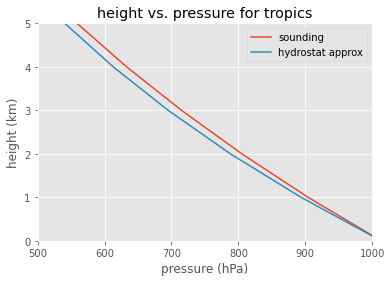 height vs. pressure for tropics
sounding
hydrostat approx
height (km)
5
4
3
2
1
0
500
600
700
800
900
1000
pressure (hPa)